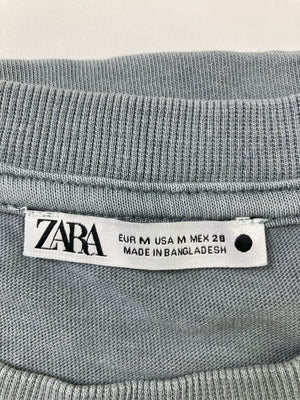 ZARA
EUR M USA M MEX 28
MADE IN BANGLADESH